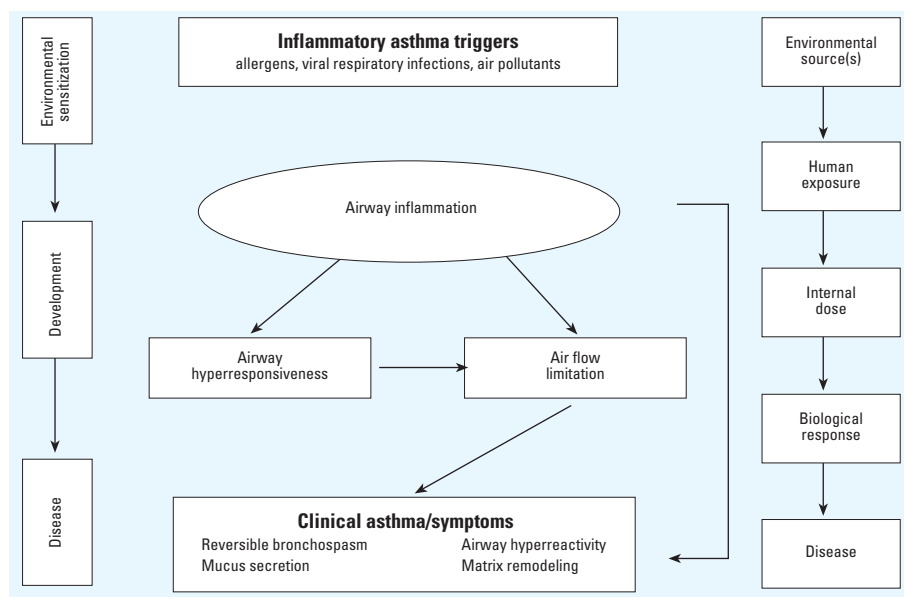 Environmental
sensitization
Development
Disease
Inflammatory asthma triggers
allergens, viral respiratory infections, air pollutants
Airway inflammation
Airway
hyperresponsiveness
Air flow
limitation
Clinical asthma/symptoms
Reversible bronchospasm
Mucus secretion
Airway hyperreactivity
Matrix remodeling
Environmental
source(s)
Human
exposure
Internal
dose
Biological
response
Disease